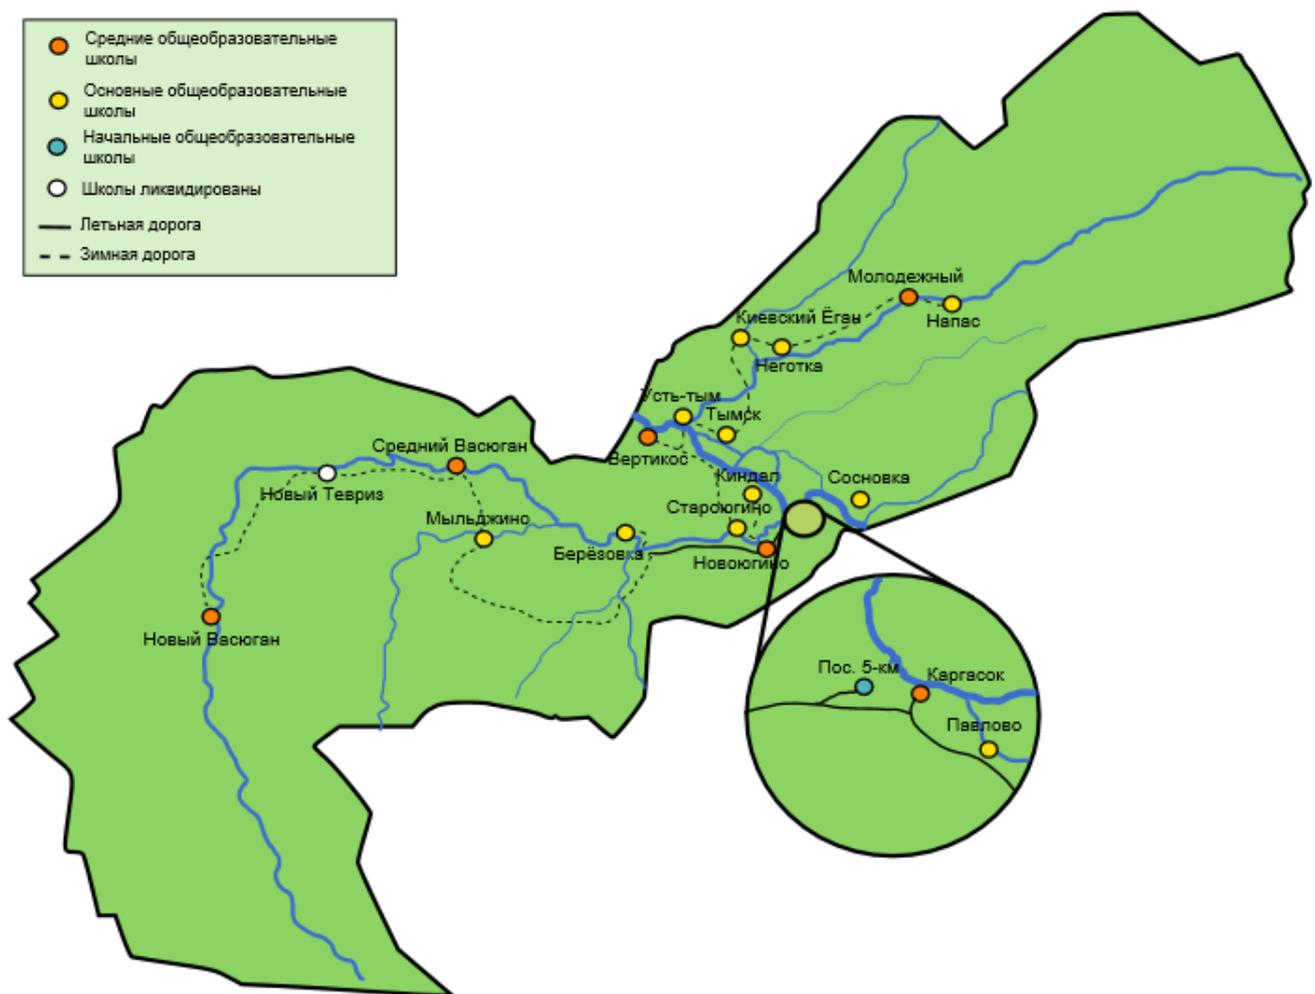 Средние общеобразовательные
школы
Основные общеобразовательные
школы
Начальные общеобразовательные
школы
Школы ликвидированы
Летьная дорога
Зимная дорога
Молодежный
Киевский Ёган
Напас
Неготка
Усть-тым
Тымск
Вертикос
Средний Васюган
Киндал
Сосновка
Новый Тевриз
Староюгино
Мыльджино
Берёзовка
Новоюгино
Новый Васюган
Пос. 5-км
Каргасок
Павлово